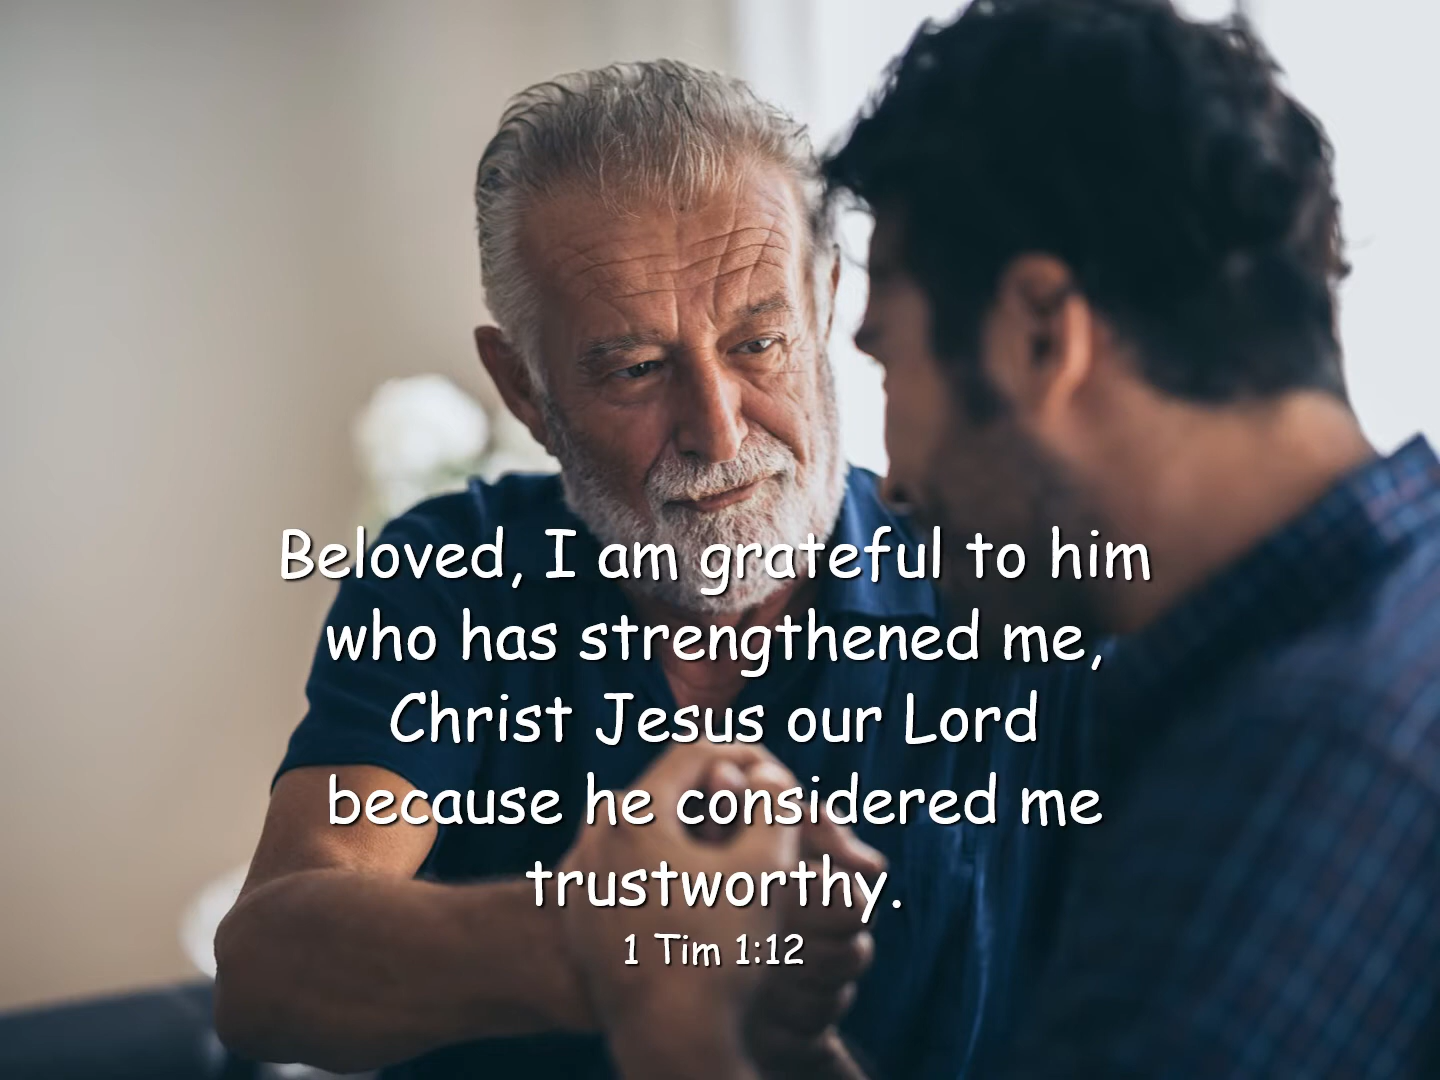 Beloved, I am grateful to him
who has strengthened me,
Christ Jesus our Lord
because he considered me
trustworthy.
1 Tim 1:12